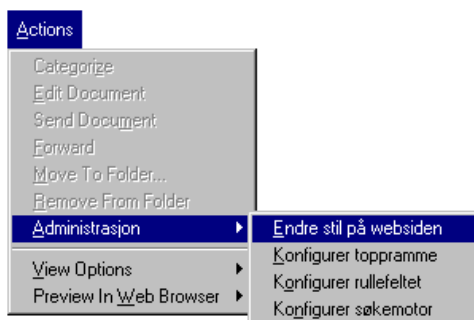 Actions
Categorize
Edit Document
Send Document
Forward
Move To Folder...
Remove From Folder
Administrasjon
View Options
Preview In Web Browser
Endre stil på websiden
Konfigurer toppramme
Konfigurer rullefeltet
Konfigurer søkemotor